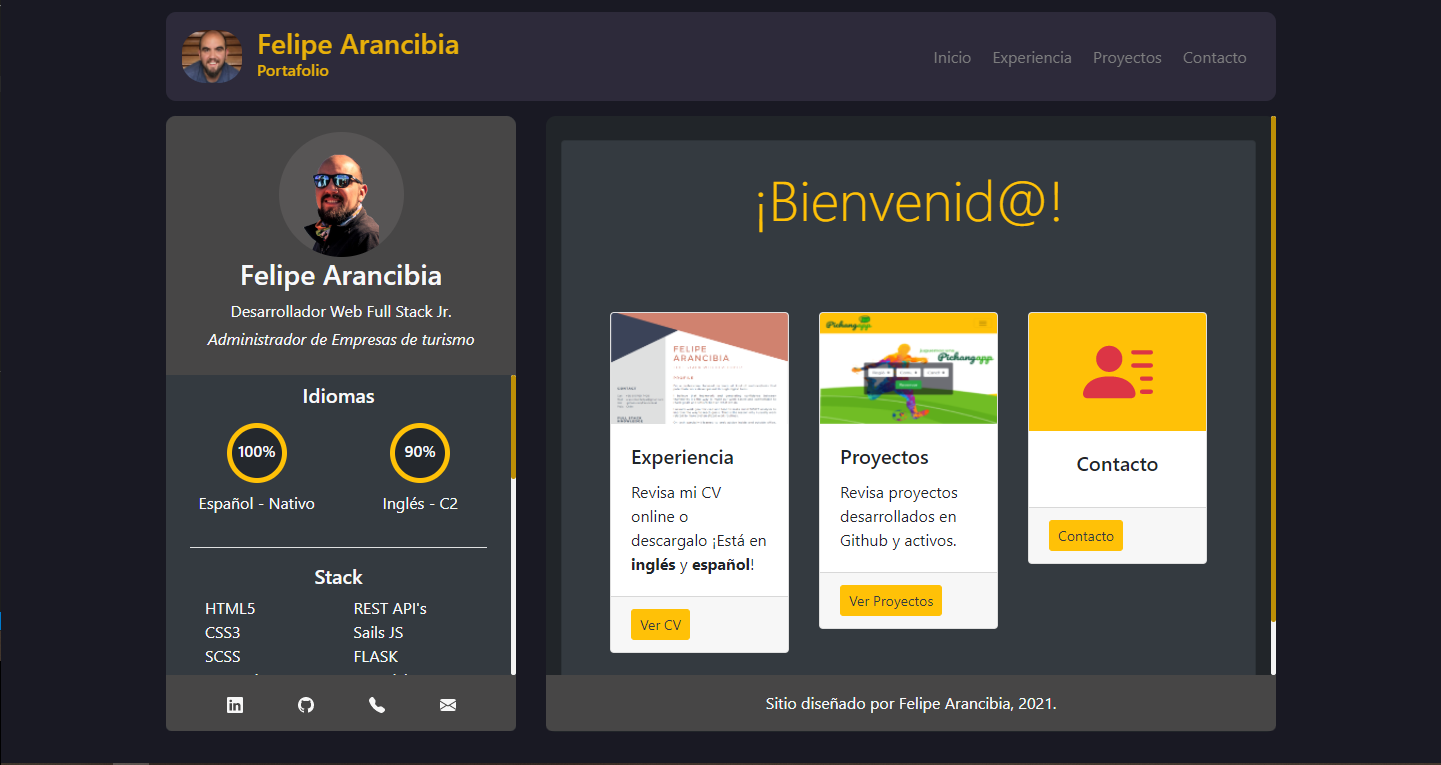 Felipe Arancibia
Portafolio
Inicio Experiencia Proyectos Contacto
Felipe Arancibia
Desarrollador Web Full Stack Jr.
Administrador de Empresas de turismo
Idiomas
100%
Español - Nativo
90%
Inglés - C2
Stack
HTML5 REST API's
CSS3 Sails JS
SCSS FLASK
¡Bienvenid@!
FELIPE
ARANCIBIA
PROFILE
CONTACT
Experiencia
Revisa mi CV
online o
descargalo ¡Está en
inglés y español!
Ver CV
Pichangapp
Pichangapp
Proyectos
Revisa proyectos
desarrollados en
Github y activos.
Ver Proyectos
Contacto
Contacto
Sitio diseñado por Felipe Arancibia, 2021.